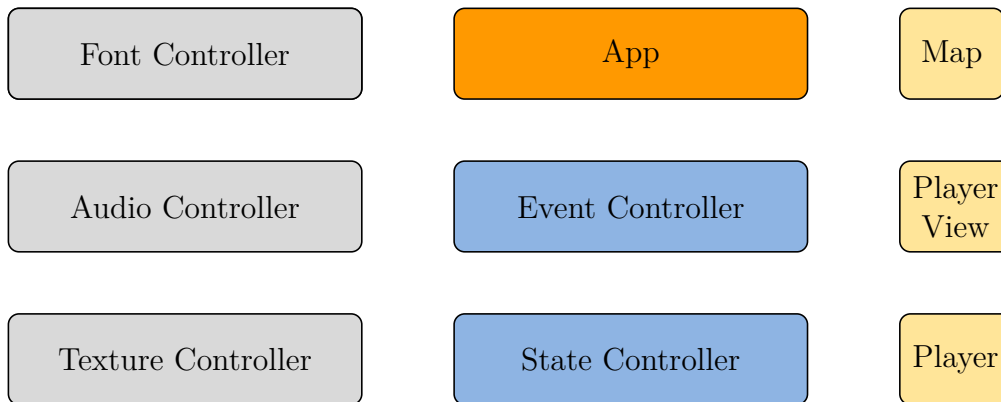 Font Controller
App
Map
Audio Controller
Event Controller
Player
View
Texture Controller
State Controller
Player